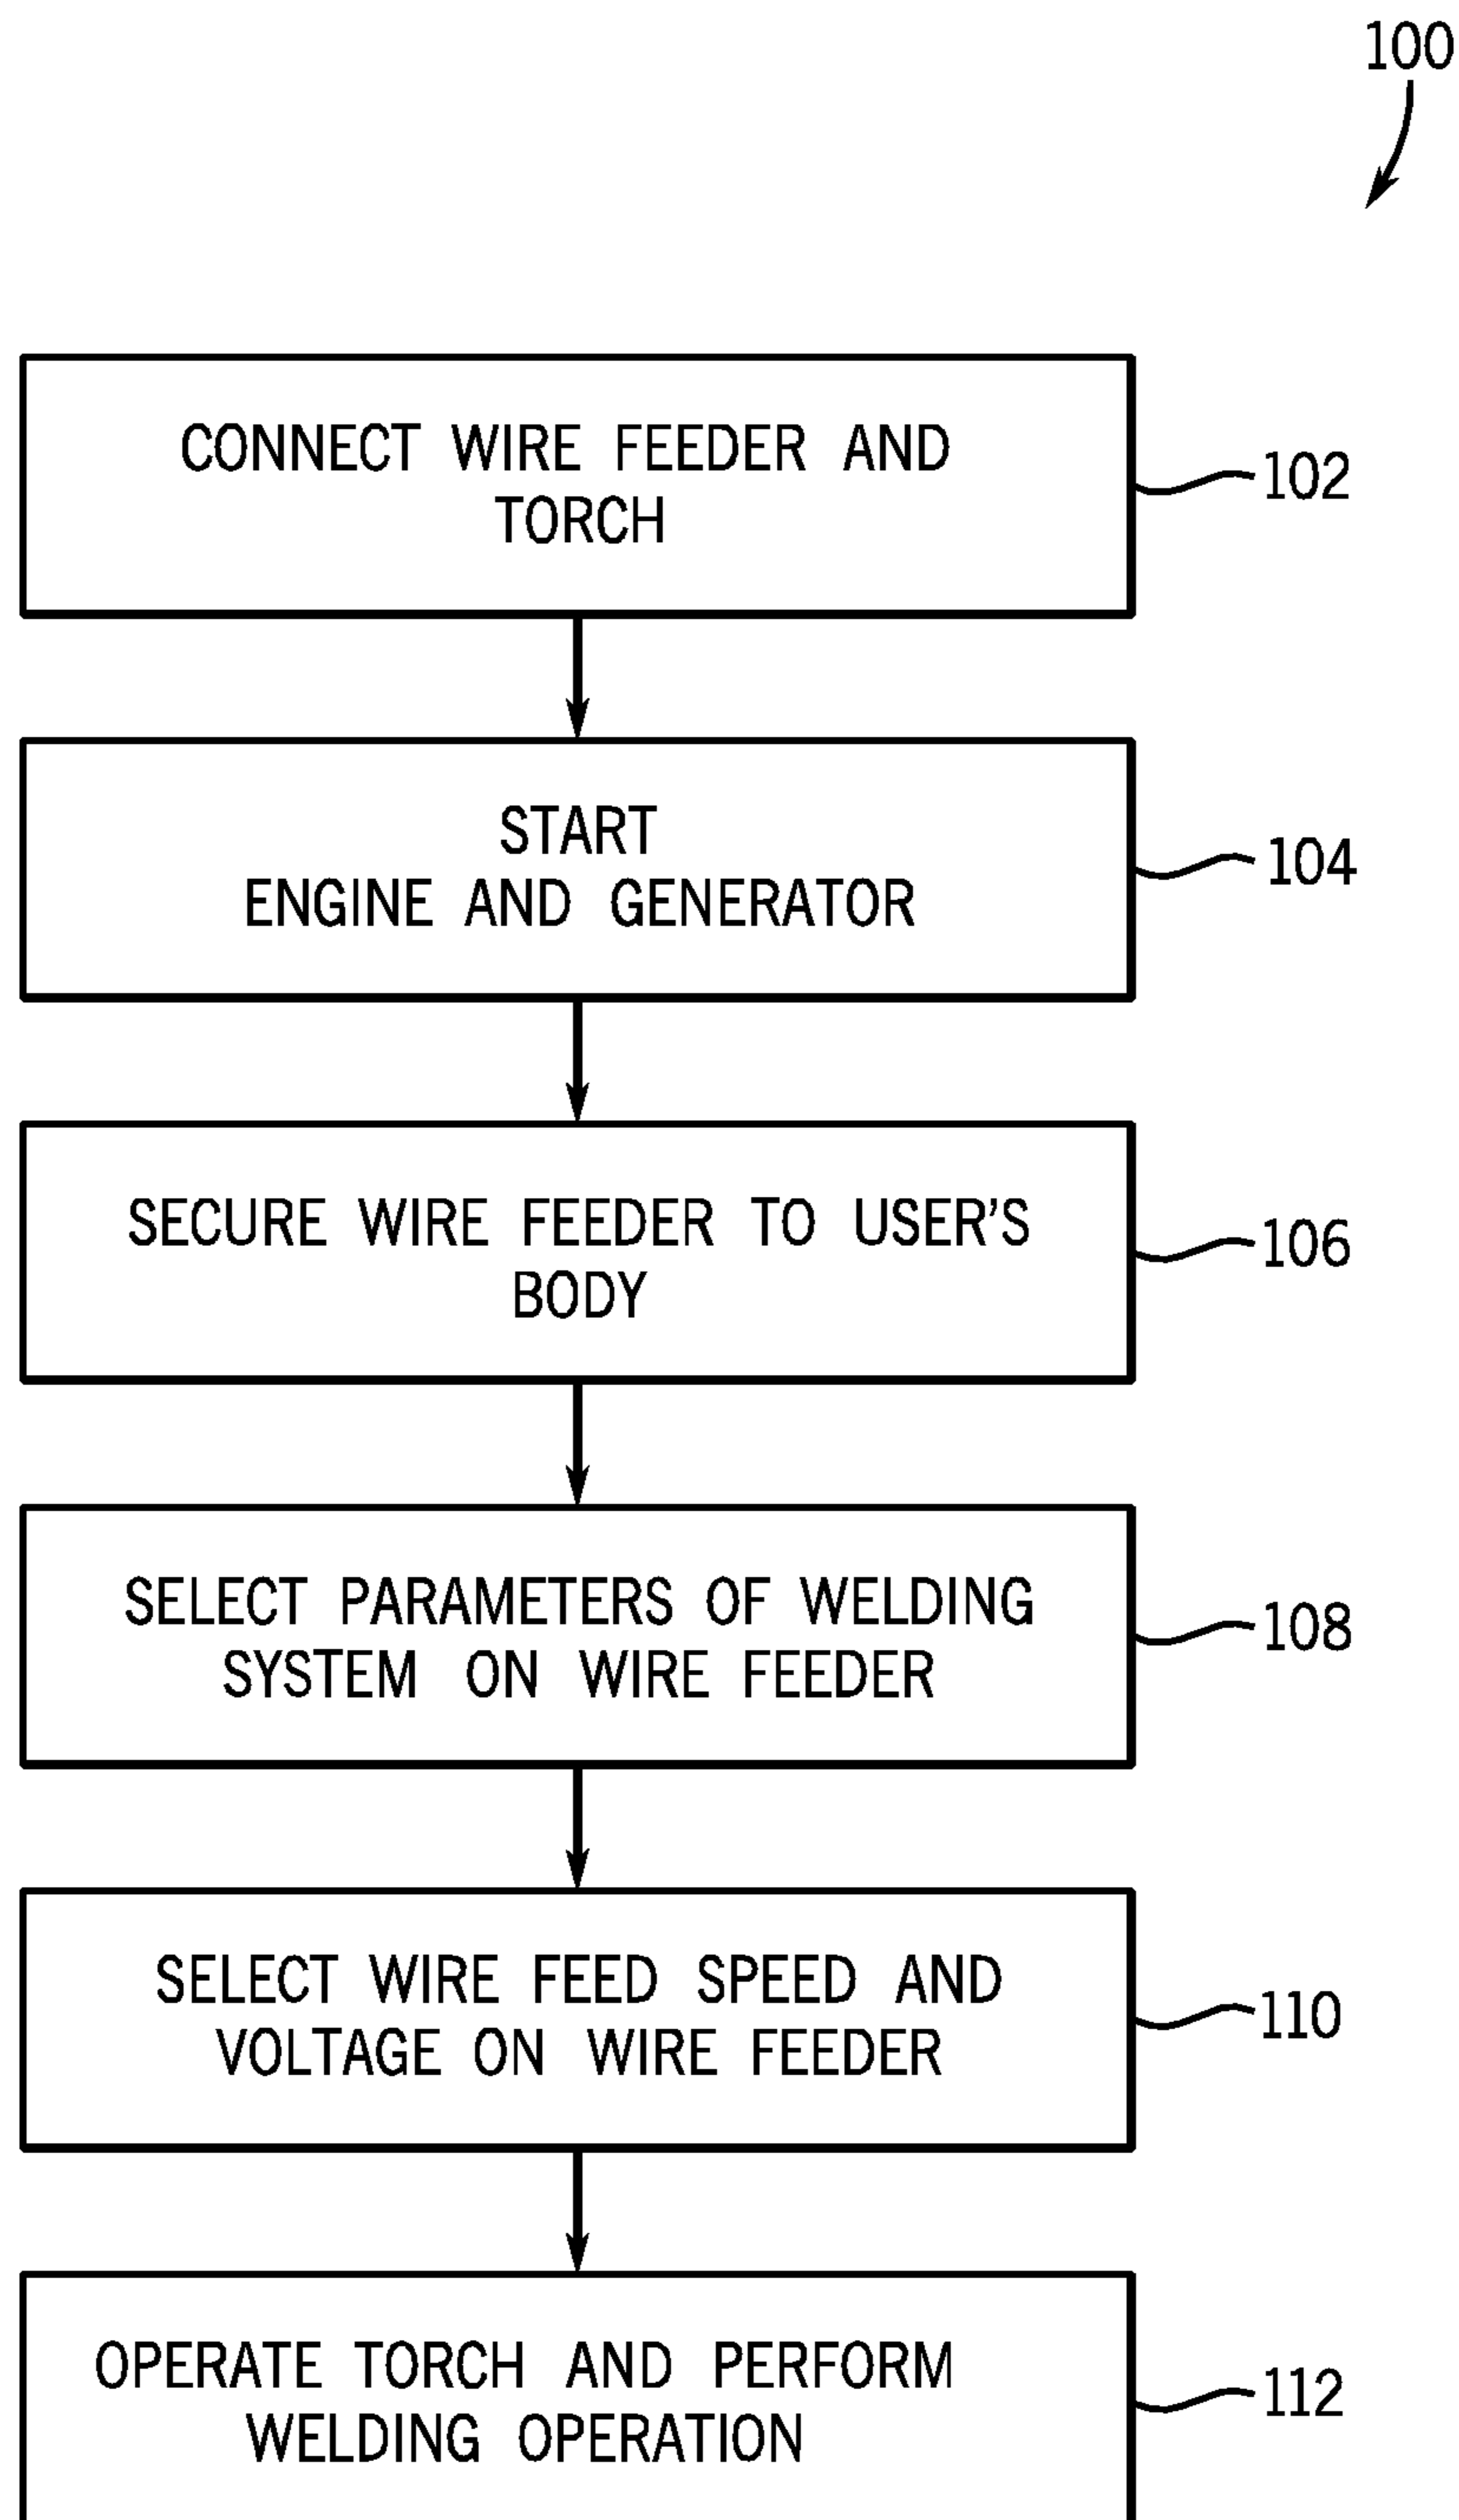 100
CONNECT WIRE FEEDER AND
TORCH
102
START
ENGINE AND GENERATOR
104
SECURE WIRE FEEDER TO USER'S
BODY
106
SELECT PARAMETERS OF WELDING
SYSTEM ON WIRE FEEDER
108
SELECT WIRE FEED SPEED AND
VOLTAGE ON WIRE FEEDER
110
OPERATE TORCH AND PERFORM
WELDING OPERATION
112